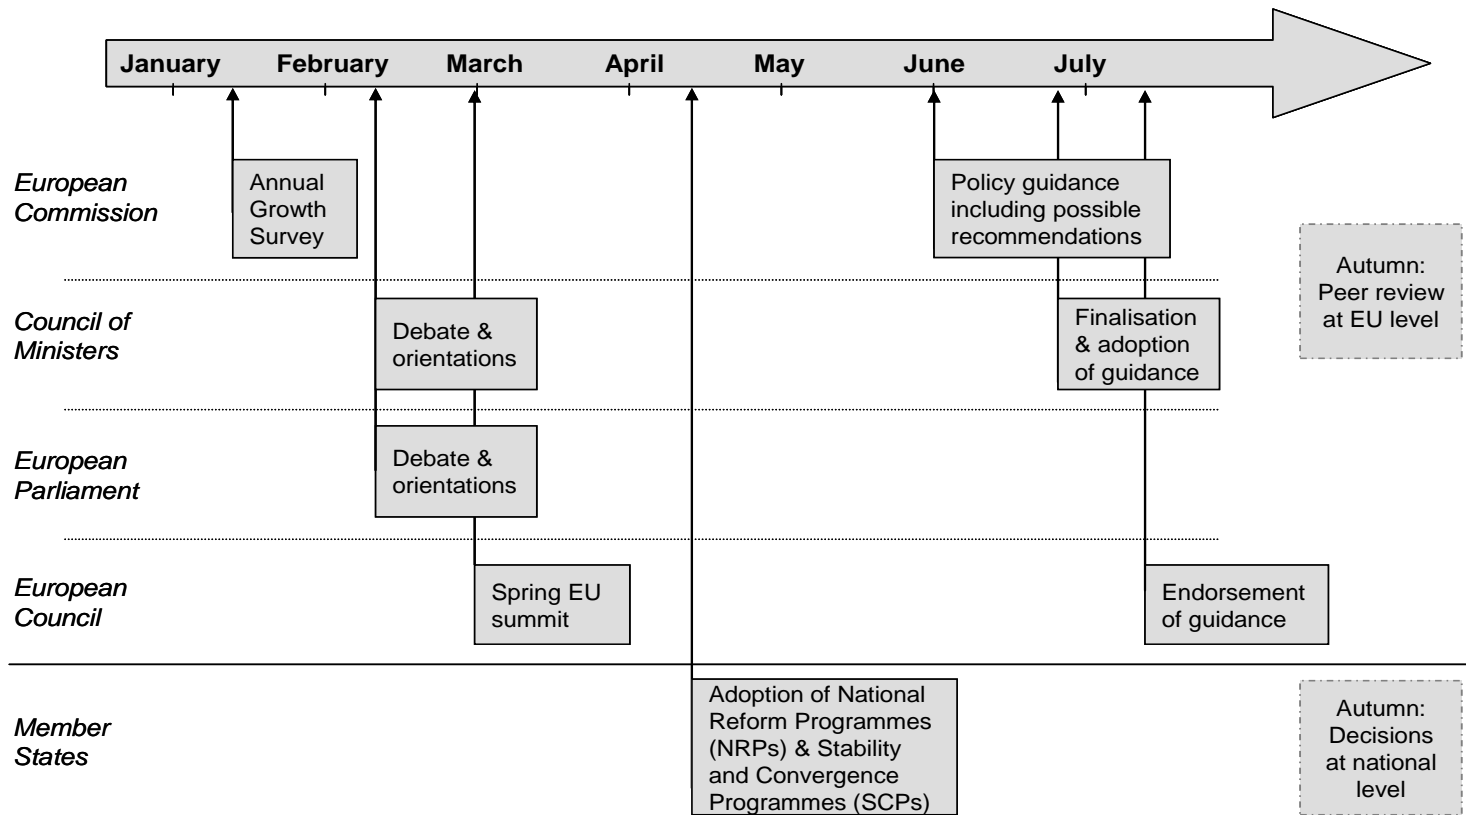 January February March April May June July
European
Commission
Annual
Growth
Survey
Policy guidance
including possible
recommendations
Autumn:
Peer review
at EU level
Council of
Ministers
Debate &
orientations
Finalisation
& adoption
of guidance
European
Parliament
Debate &
orientations
European
Council
Spring EU
summit
Endorsement
of guidance
Member
States
Adoption of National
Reform Programmes
(NRPs) & Stability
and Convergence
Programmes (SCPs)
Autumn:
Decisions
at national
level